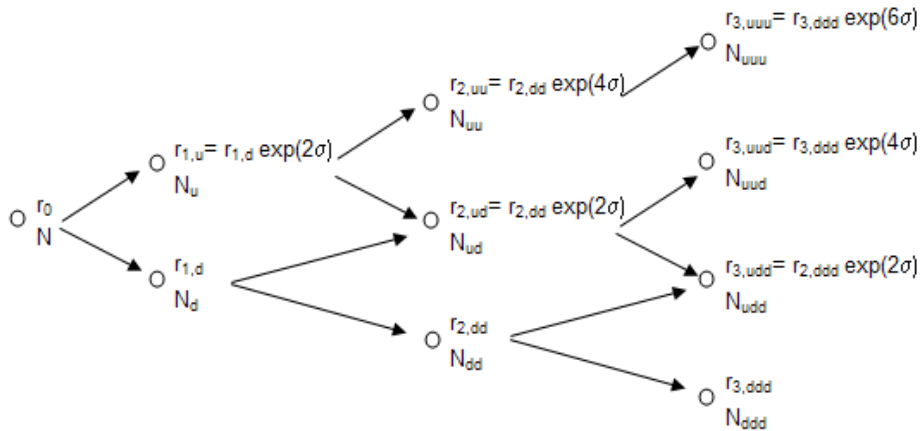 r₀
N
r₁,ᵤ= r₁,d exp(2σ)
Nᵤ
r₁,d
Nd
r₂,ᵤᵤ= r₂,dd exp(4σ)
Nᵤᵤ
r₂,ᵤd= r₂,dd exp(2σ)
Nᵤd
r₂,dd
Ndd
r₃,ᵤᵤᵤ= r₃,ddd exp(6σ)
Nᵤᵤᵤ
r₃,ᵤᵤd= r₃,ddd exp(4σ)
Nᵤᵤd
r₃,ᵤdd= r₂,ddd exp(2σ)
Nᵤdd
r₃,ddd
Nddd